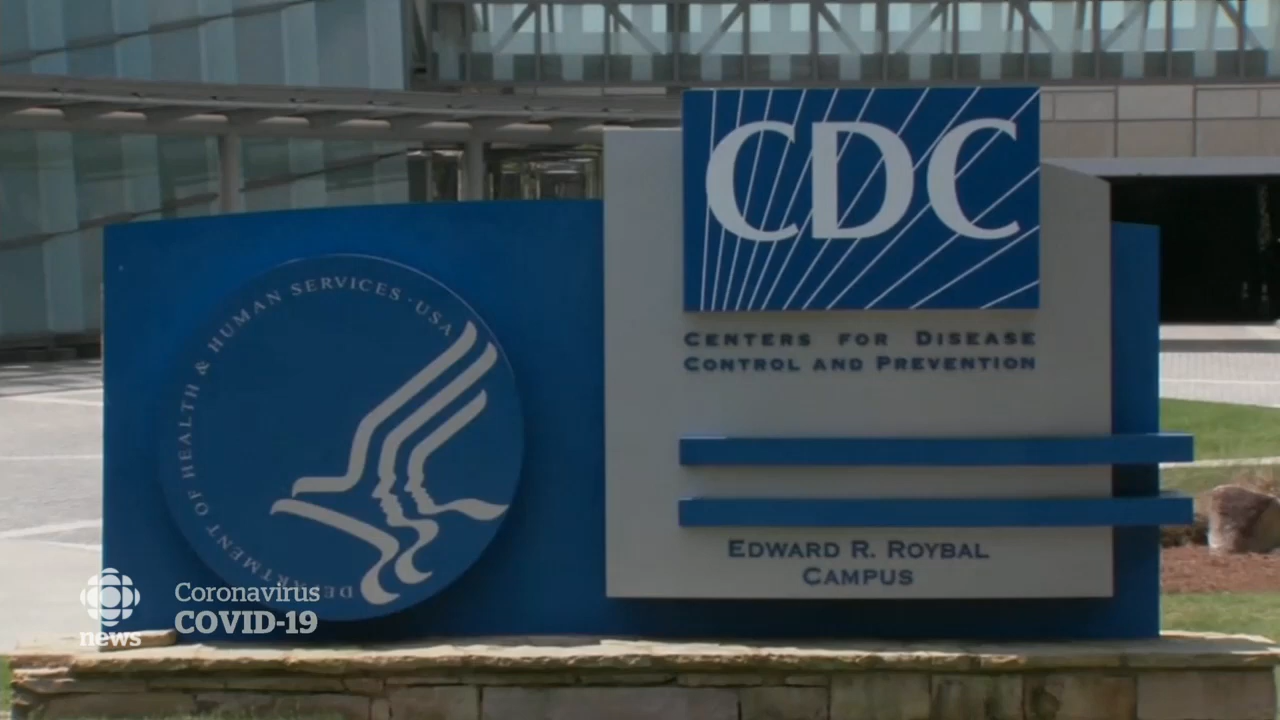 CDC
CENTERS FOR DISEASE
CONTROL AND PREVENTION
EDWARD R. ROYBAL
CAMPUS
DEPARTMENT OF HEALTH & HUMAN SERVICES · USA
news
Coronavirus
COVID-19